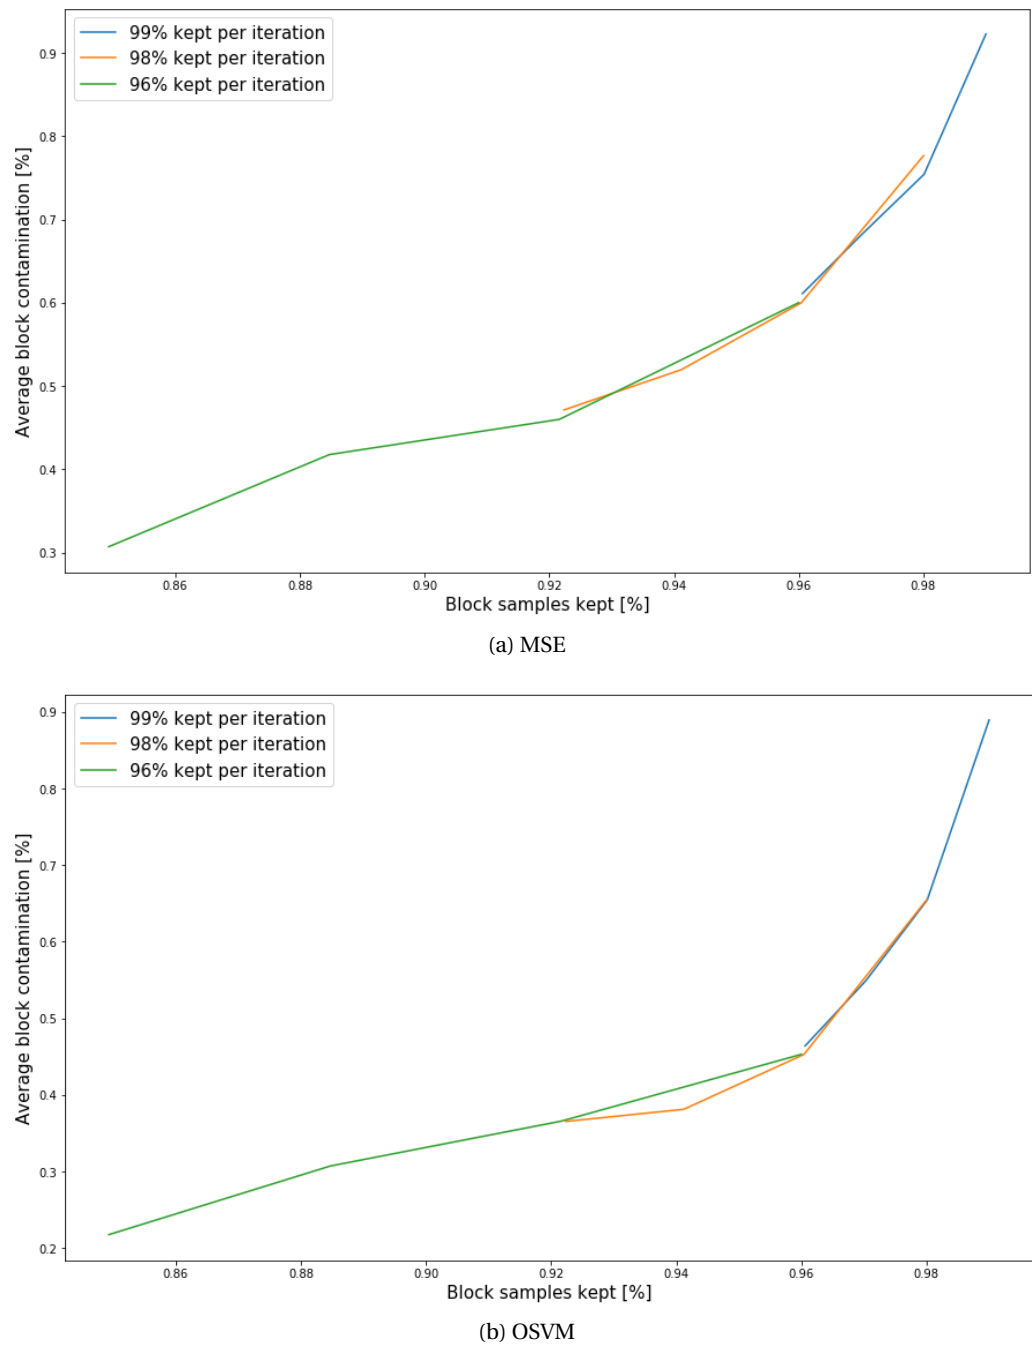 99% kept per iteration
98% kept per iteration
96% kept per iteration
Average block contamination [%]
0.9
0.8
0.7
0.6
0.5
0.4
0.3
0.86 0.88 0.90 0.92 0.94 0.96 0.98
Block samples kept [%]
(a) MSE
99% kept per iteration
98% kept per iteration
96% kept per iteration
Average block contamination [%]
0.9
0.8
0.7
0.6
0.5
0.4
0.3
0.2
0.86 0.88 0.90 0.92 0.94 0.96 0.98
Block samples kept [%]
(b) OSVM